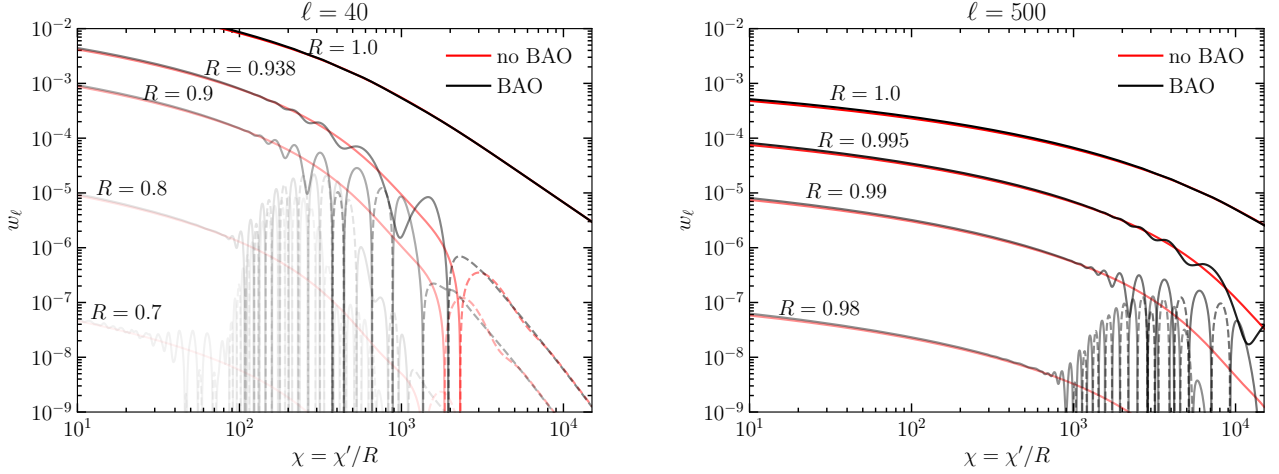 ℓ = 40
10⁻²
10⁻³
10⁻⁴
10⁻⁵
10⁻⁶
10⁻⁷
10⁻⁸
10⁻⁹
w_ℓ
R = 1.0
R = 0.938
R = 0.9
R = 0.8
R = 0.7
no BAO
BAO
10¹ 10² 10³ 10⁴
χ = χ′/R
ℓ = 500
10⁻²
10⁻³
10⁻⁴
10⁻⁵
10⁻⁶
10⁻⁷
10⁻⁸
10⁻⁹
w_ℓ
no BAO
BAO
R = 1.0
R = 0.995
R = 0.99
R = 0.98
10¹ 10² 10³ 10⁴
χ = χ′/R